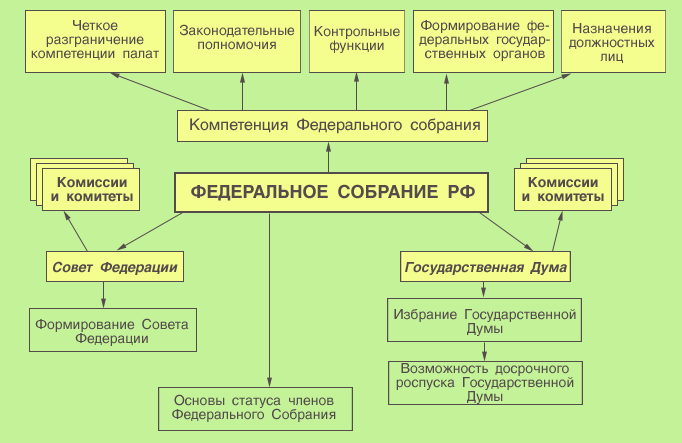 Четкое
разграничение
компетенции палат
Законодательные
полномочия
Контрольные
функции
Формирование фе-
деральных государ-
ственных органов
Назначения
должностных
лиц
Компетенция Федерального собрания
Комиссии
и комитеты
ФЕДЕРАЛЬНОЕ СОБРАНИЕ РФ
Комиссии
и комитеты
Совет Федерации
Государственная Дума
Формирование Совета
Федерации
Избрание Государственной
Думы
Возможность досрочного
роспуска Государственной
Думы
Основы статуса членов
Федерального Собрания